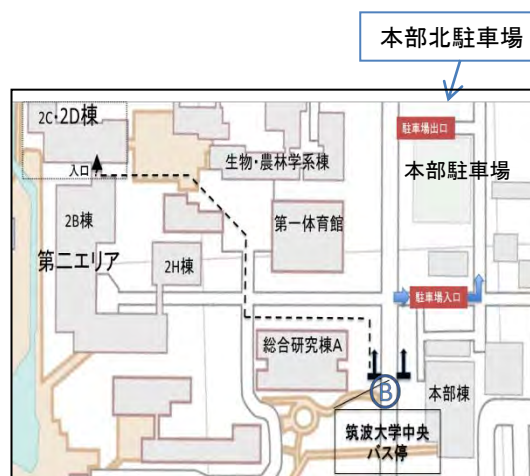 本部北駐車場
2C・2D棟
駐車場出口
生物・農林学系棟
本部駐車場
入口
2B棟
第一体育館
第二エリア
2H棟
駐車場入口
総合研究棟A
B
本部棟
筑波大学中央
バス停